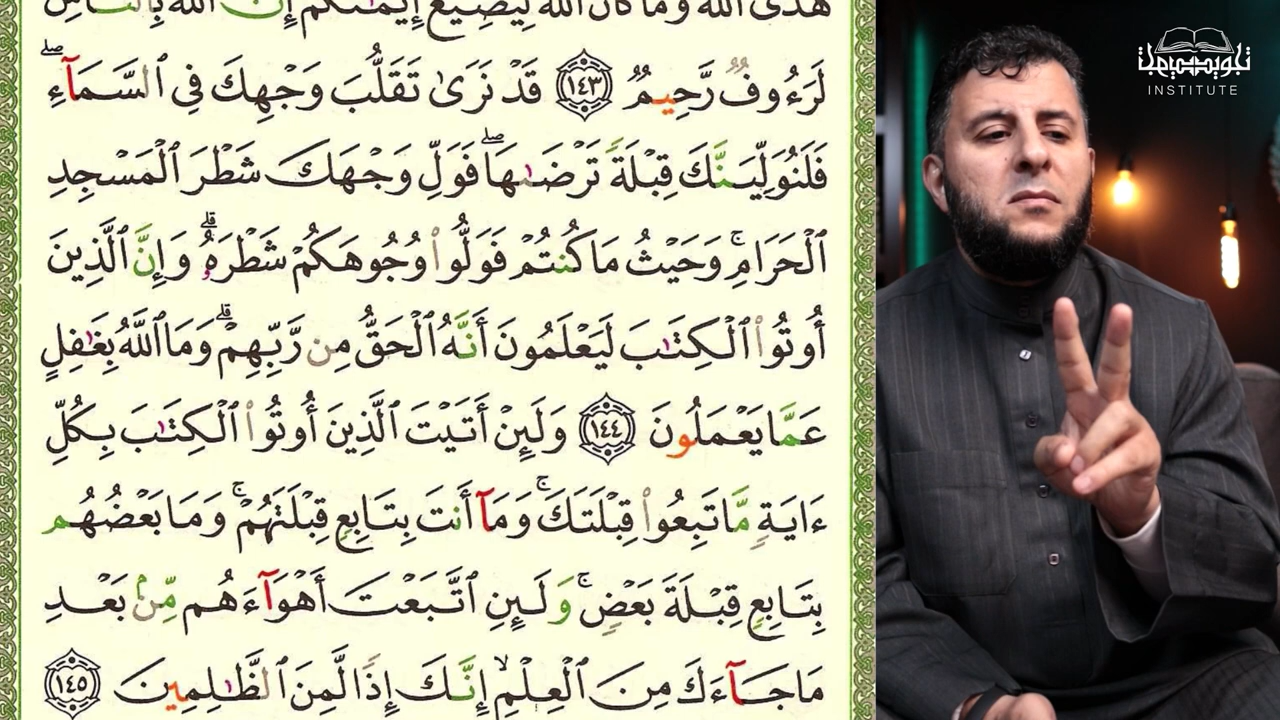 هَدَى ٱللَّهُ وَمَا كَانَ ٱللَّهُ لِيُضِيعَ إِيمَـٰنَكُمْ إِنَّ ٱللَّهَ بِٱلنَّاسِ
لَرَءُوفٌ رَّحِيمٌ ١٤٣ قَدْ نَرَىٰ تَقَلُّبَ وَجْهِكَ فِى ٱلسَّمَآءِ ۖ
فَلَنُوَلِّيَنَّكَ قِبْلَةً تَرْضَىٰهَا ۖ فَوَلِّ وَجْهَكَ شَطْرَ ٱلْمَسْجِدِ
ٱلْحَرَامِ ۚ وَحَيْثُ مَا كُنتُمْ فَوَلُّوا۟ وُجُوهَكُمْ شَطْرَهُۥ ۗ وَإِنَّ ٱلَّذِينَ
أُوتُوا۟ ٱلْكِتَـٰبَ لَيَعْلَمُونَ أَنَّهُ ٱلْحَقُّ مِن رَّبِّهِمْ ۗ وَمَا ٱللَّهُ بِغَـٰفِلٍ
عَمَّا يَعْمَلُونَ ١٤٤ وَلَئِنْ أَتَيْتَ ٱلَّذِينَ أُوتُوا۟ ٱلْكِتَـٰبَ بِكُلِّ
ءَايَةٍ مَّا تَبِعُوا۟ قِبْلَتَكَ ۚ وَمَآ أَنتَ بِتَابِعٍ قِبْلَتَهُمْ ۚ وَمَا بَعْضُهُم
بِتَابِعٍ قِبْلَةَ بَعْضٍ ۚ وَلَئِنِ ٱتَّبَعْتَ أَهْوَآءَهُم مِّنۢ بَعْدِ
مَا جَآءَكَ مِنَ ٱلْعِلْمِ ۙ إِنَّكَ إِذًا لَّمِنَ ٱلظَّـٰلِمِينَ ١٤٥
INSTITUTE